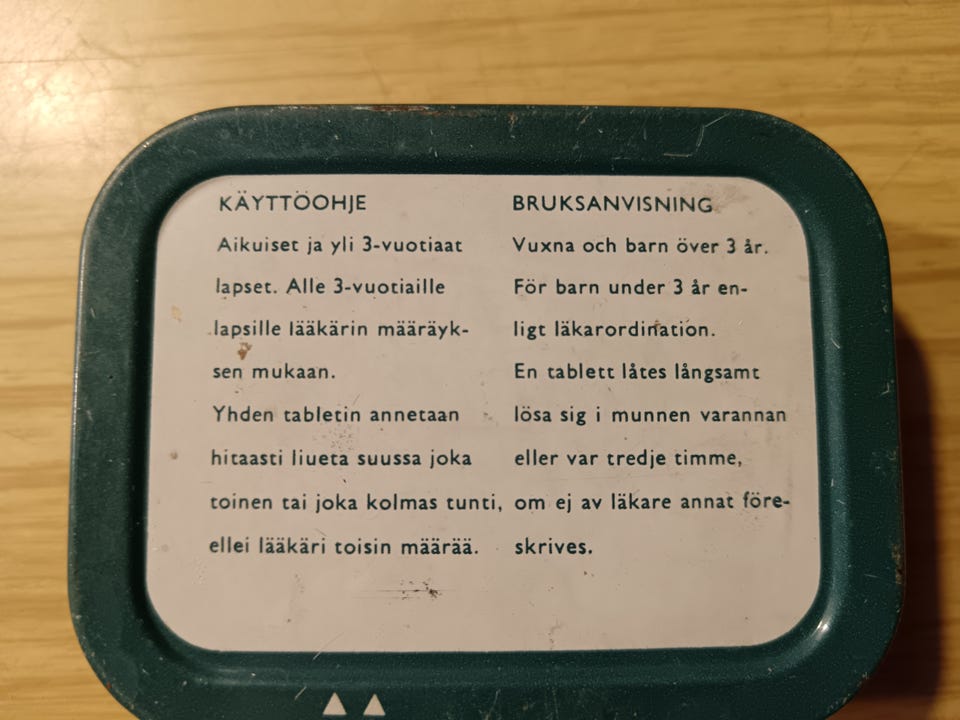 KÄYTTÖOHJE
Aikuiset ja yli 3-vuotiaat
lapset. Alle 3-vuotiaille
lapsille lääkärin määräyk-
sen mukaan.
Yhden tabletin annetaan
hitaasti liueta suussa joka
toinen tai joka kolmas tunti,
ellei lääkäri toisin määrää.
BRUKSANVISNING
Vuxna och barn över 3 år.
För barn under 3 år en-
ligt läkarordination.
En tablett låtes långsamt
lösa sig i munnen varannan
eller var tredje timme,
om ej av läkare annat före-
skrives.